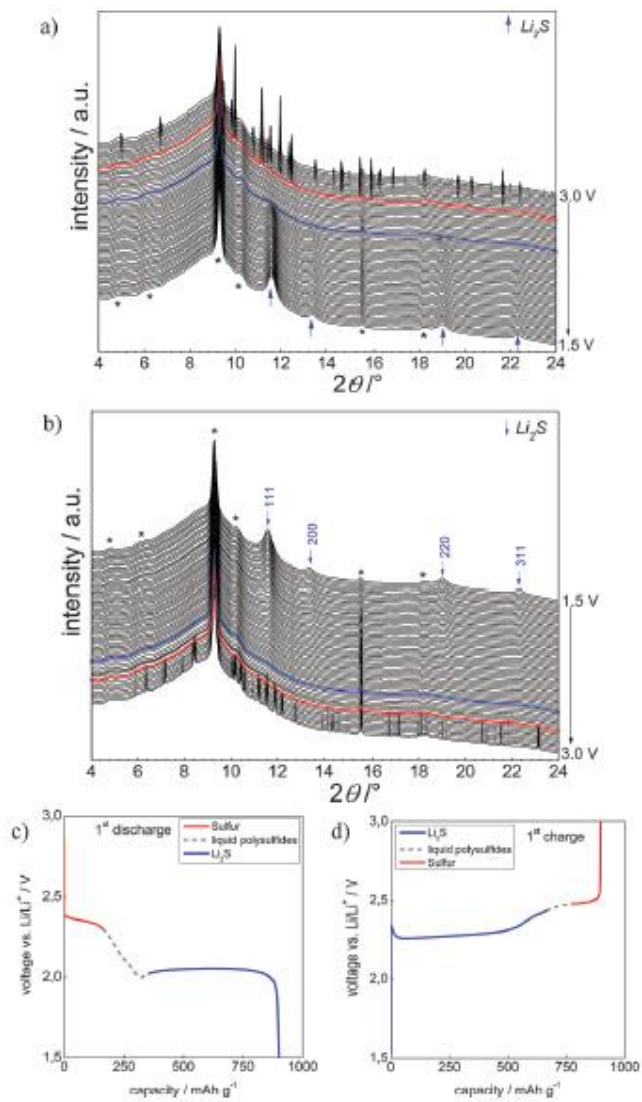 a)
Li₂S
intensity / a.u.
3.0 V
1.5 V
* * * * * *
4 6 8 10 12 14 16 18 20 22 24
2θ/°
b)
Li₂S
intensity / a.u.
* * * * * *
111
200
220
311
1.5 V
3.0 V
4 6 8 10 12 14 16 18 20 22 24
2θ/°
c)
1st discharge
Sulfur
liquid polysulfides
Li₂S
voltage vs. Li/Li⁺ / V
3,0
2,5
2,0
1,5
0 250 500 750 1000
capacity / mAh g⁻¹
d)
Li₂S
liquid polysulfides
Sulfur
1st charge
voltage vs. Li/Li⁺ / V
3,0
2,5
2,0
1,5
0 250 500 750 1000
capacity / mAh g⁻¹